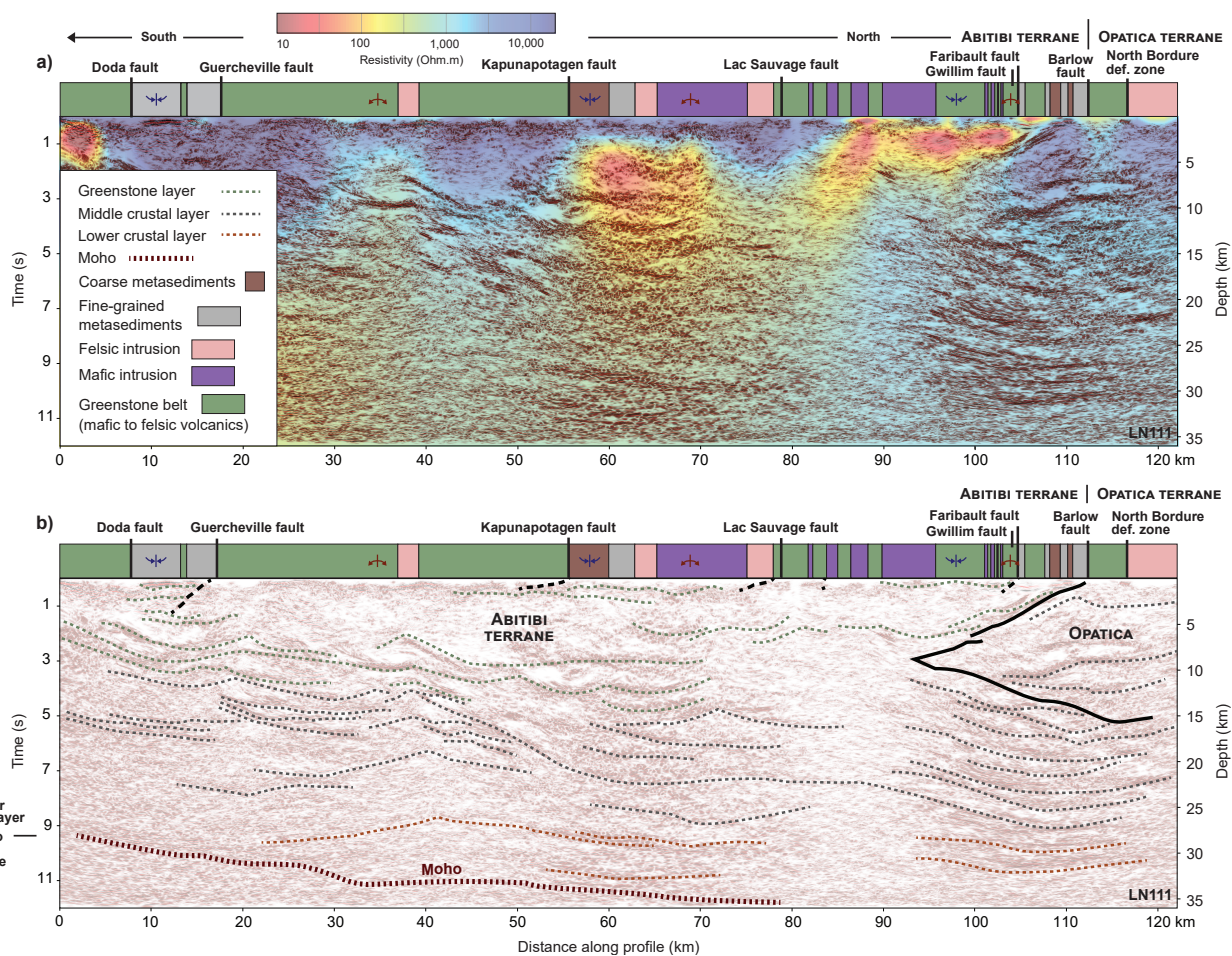 South
10
100
1,000
10,000
Resistivity (Ohm.m)
North
ABITIBI TERRANE
OPATICA TERRANE
a)
Doda fault
Guercheville fault
Kapunapotagen fault
Lac Sauvage fault
Faribault fault
Gwillim fault
Barlow
fault
North Bordure
def. zone
1
3
5
7
9
11
Time (s)
5
10
15
20
25
30
35
Depth (km)
Greenstone layer
Middle crustal layer
Lower crustal layer
Moho
Coarse metasediments
Fine-grained
metasediments
Felsic intrusion
Mafic intrusion
Greenstone belt
(mafic to felsic volcanics)
LN111
0 10 20 30 40 50 60 70 80 90 100 110 120 km
ABITIBI TERRANE
OPATICA TERRANE
b)
Doda fault
Guercheville fault
Kapunapotagen fault
Lac Sauvage fault
Faribault fault
Gwillim fault
Barlow
fault
North Bordure
def. zone
1
3
5
7
9
11
Time (s)
ABITIBI
TERRANE
OPATICA
MOHO
5
10
15
20
25
30
35
Depth (km)
LN111
0 10 20 30 40 50 60 70 80 90 100 110 120 km
Distance along profile (km)